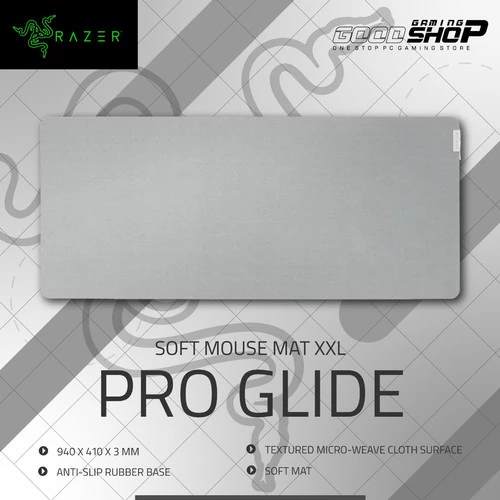 RAZER
GAMING
GOOD SHOP
ONE STOP PC GAMING STORE
SOFT MOUSE MAT XXL
PRO GLIDE
940 X 410 X 3 MM
ANTI-SLIP RUBBER BASE
TEXTURED MICRO-WEAVE CLOTH SURFACE
SOFT MAT